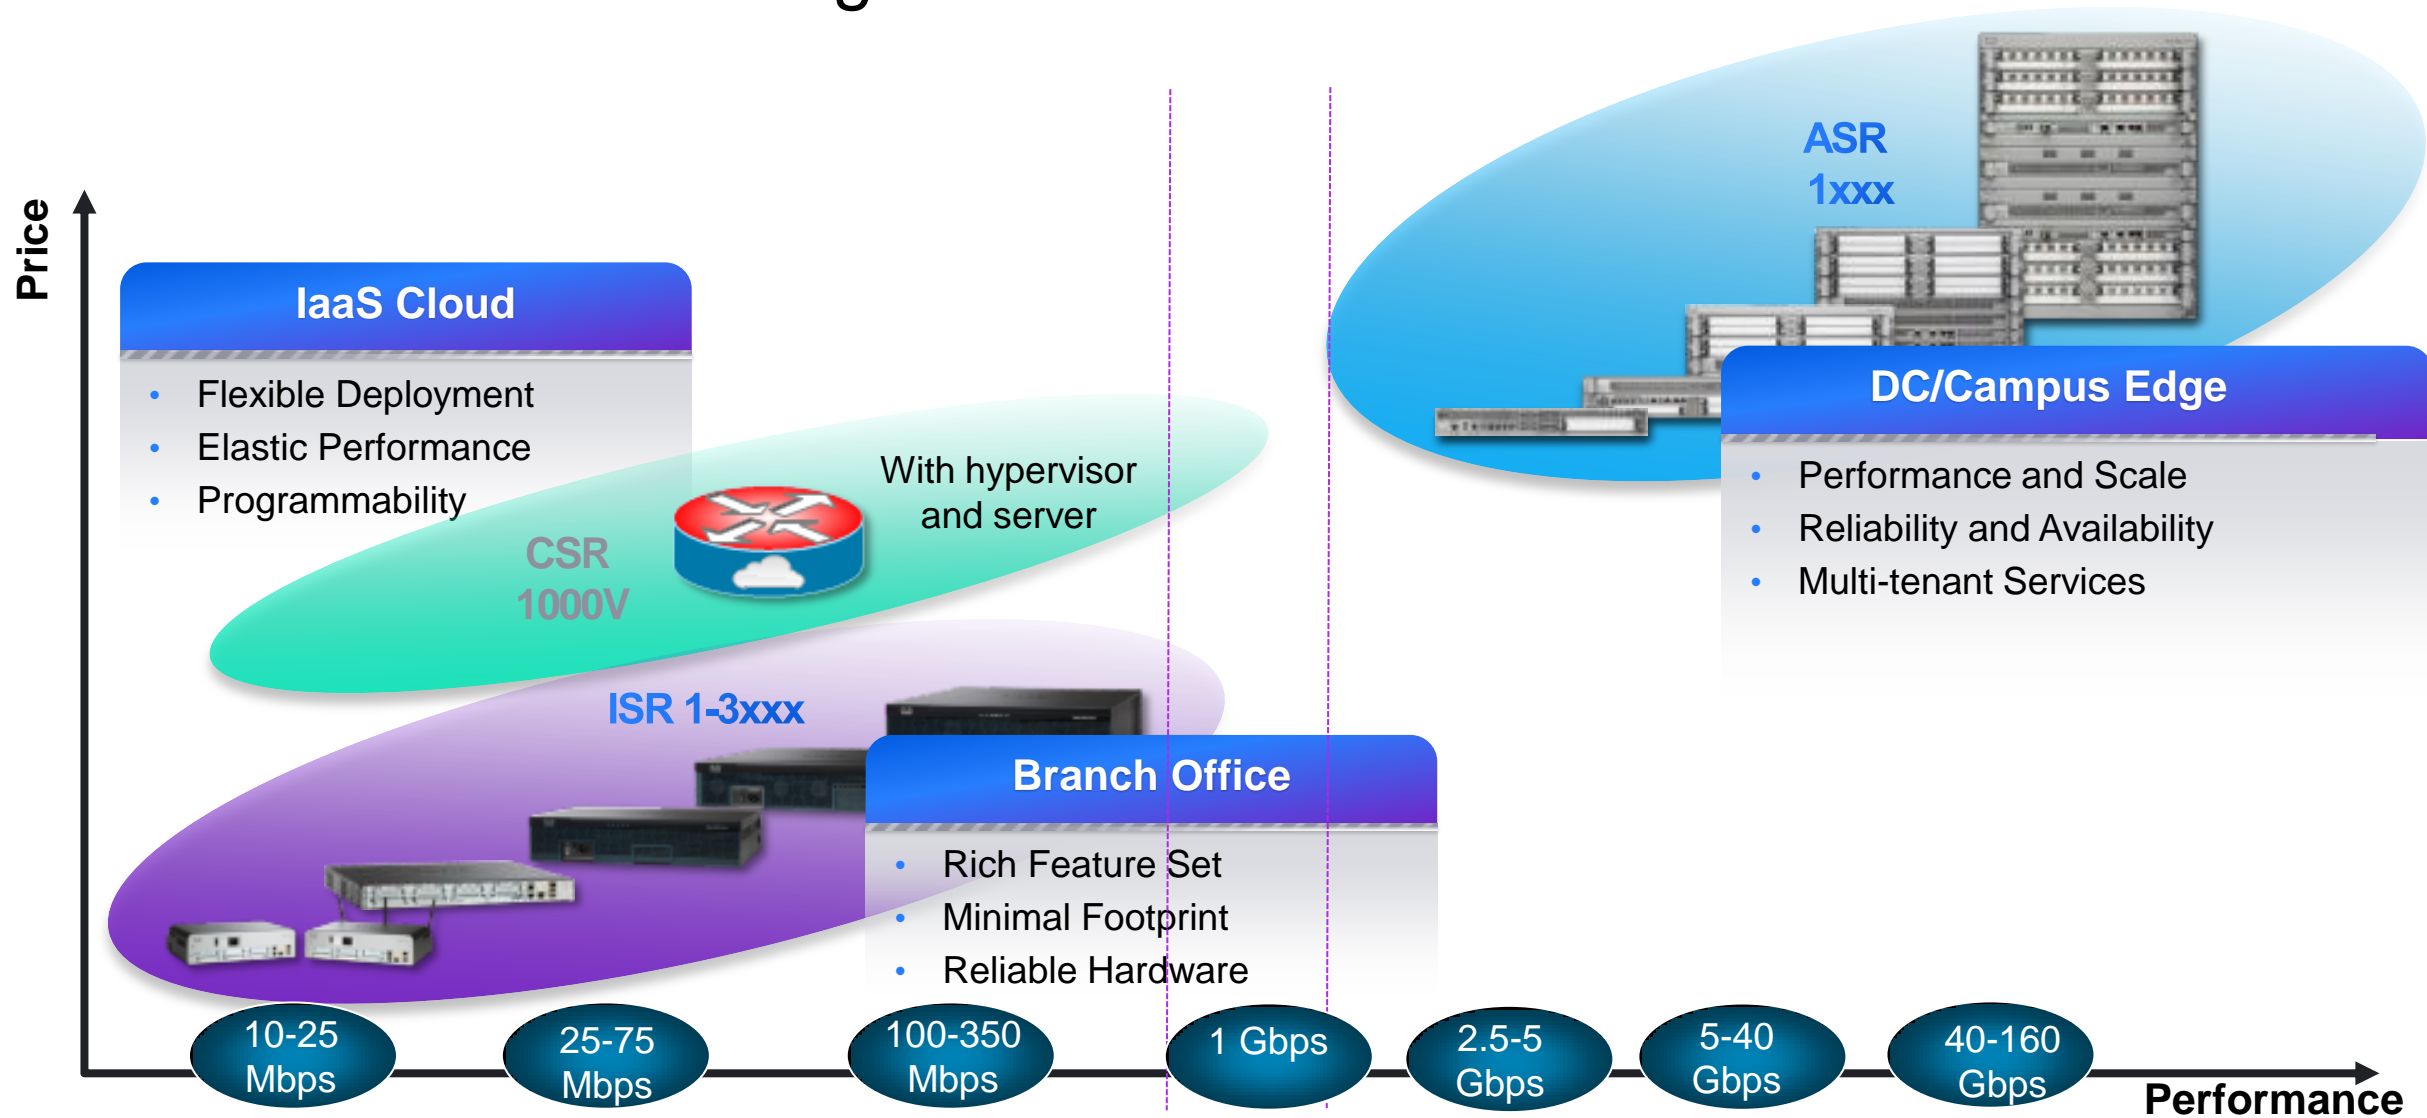 Price
IaaS Cloud
• Flexible Deployment
• Elastic Performance
• Programmability
With hypervisor
and server
CSR
1000V
ISR 1-3xxx
Branch Office
• Rich Feature Set
• Minimal Footprint
• Reliable Hardware
ASR
1xxx
DC/Campus Edge
• Performance and Scale
• Reliability and Availability
• Multi-tenant Services
10-25
Mbps
25-75
Mbps
100-350
Mbps
1 Gbps
2.5-5
Gbps
5-40
Gbps
40-160
Gbps
Performance